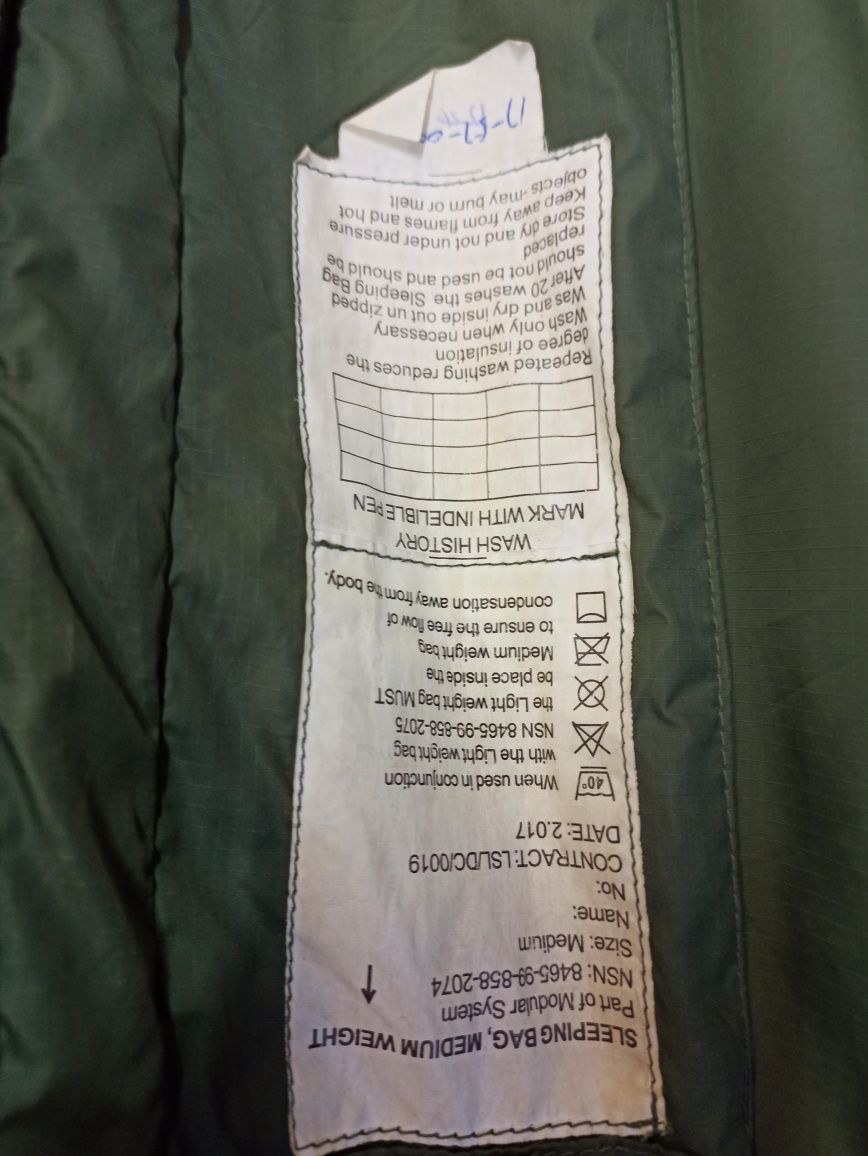 SLEEPING BAG, MEDIUM WEIGHT
Part of Modular System
NSN: 8465-99-858-2074
Size: Medium
Name:
No:
CONTRACT: LSL/DC/0019
DATE: 2.017
40°
When used in conjunction
with the Light weight bag
NSN 8465-99-858-2075
the Light weight bag MUST
be place inside the
Medium weight bag
to ensure the free flow of
condensation away from the body.
WASH HISTORY
MARK WITH INDELIBLE PEN
Repeated washing reduces the
degree of insulation
Wash only when necessary
Was and dry inside out un zipped
After 20 washes the Sleeping Bag
should not be used and should be
replaced
Store dry and not under pressure
Keep away from flames and hot
objects-may burn or melt